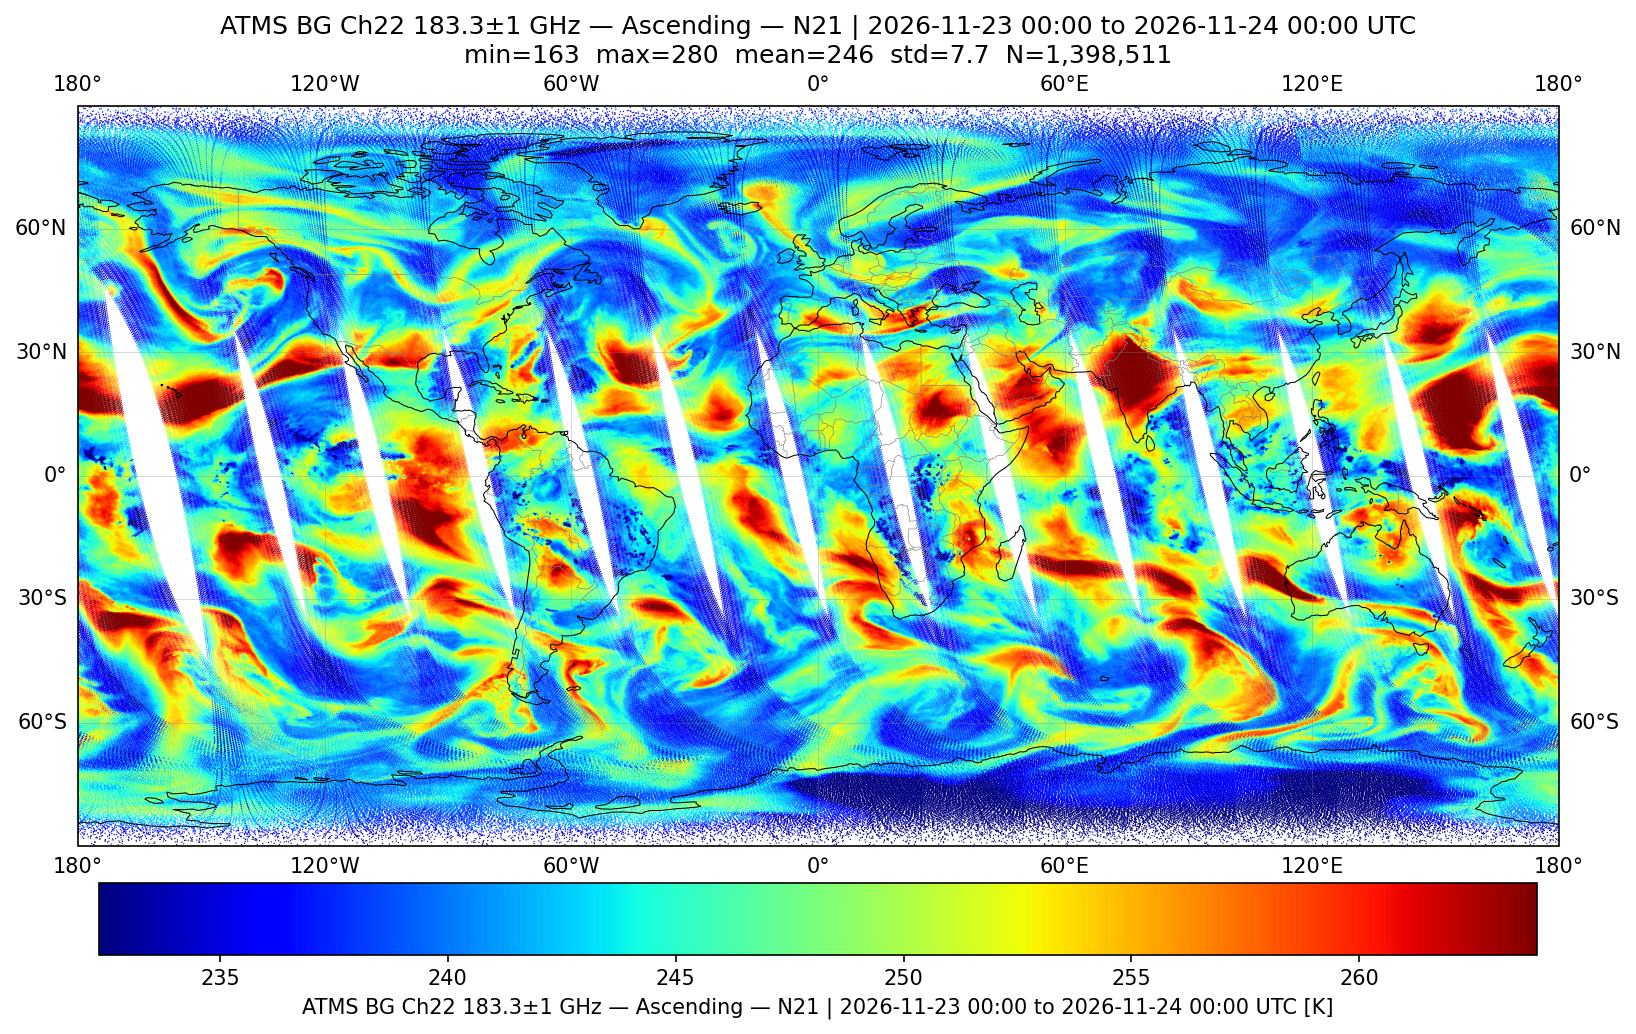 ATMS BG Ch22 183.3±1 GHz — Ascending — N21 | 2026-11-23 00:00 to 2026-11-24 00:00 UTC
min=163 max=280 mean=246 std=7.7 N=1,398,511
180° 120°W 60°W 0° 60°E 120°E 180°
60°N 60°N
30°N 30°N
0° 0°
30°S 30°S
60°S 60°S
180° 120°W 60°W 0° 60°E 120°E 180°
235 240 245 250 255 260
ATMS BG Ch22 183.3±1 GHz — Ascending — N21 | 2026-11-23 00:00 to 2026-11-24 00:00 UTC [K]